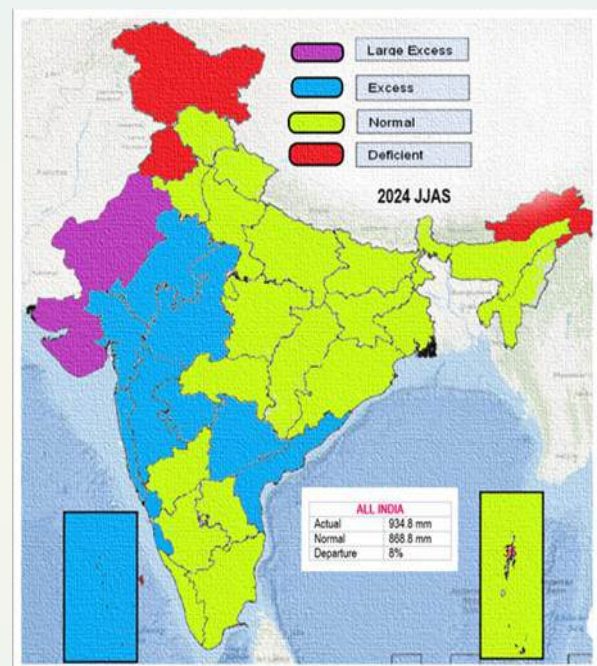 Large Excess
Excess
Normal
Deficient
2024 JJAS
ALL INDIA
Actual 934.8 mm
Normal 868.8 mm
Departure 8%